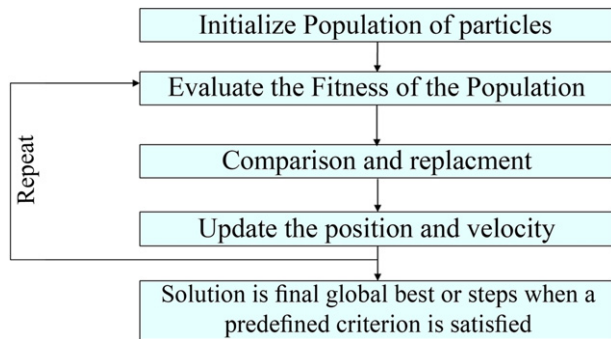 Initialize Population of particles
Evaluate the Fitness of the Population
Repeat
Comparison and replacment
Update the position and velocity
Solution is final global best or steps when a
predefined criterion is satisfied